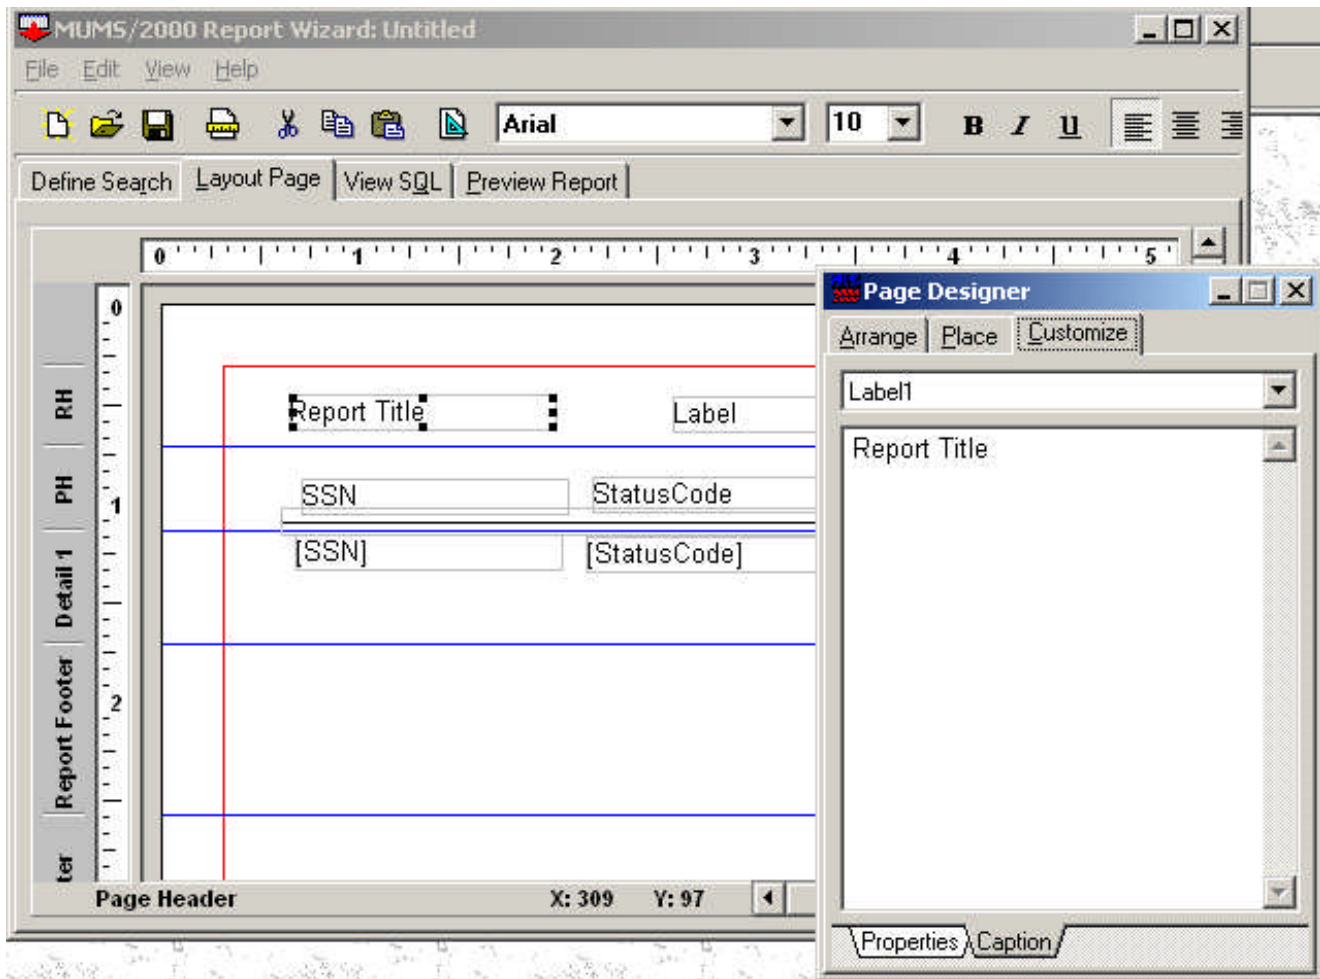 MUMS/2000 Report Wizard: Untitled
File Edit View Help
Arial 10 B I U
Define Search Layout Page View SQL Preview Report
0 1 2 3 4 5
Page Designer
Arrange Place Customize
Label1
Report Title
0
RH
Report Title Label
PH
1
SSN StatusCode
Detail 1
[SSN] [StatusCode]
Report Footer
2
ter
Page Header X: 309 Y: 97
Properties Caption